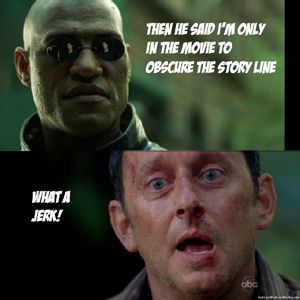 THEN HE SAID I'M ONLY
IN THE MOVIE TO
OBSCURE THE STORY LINE
WHAT A
JERK!
abc